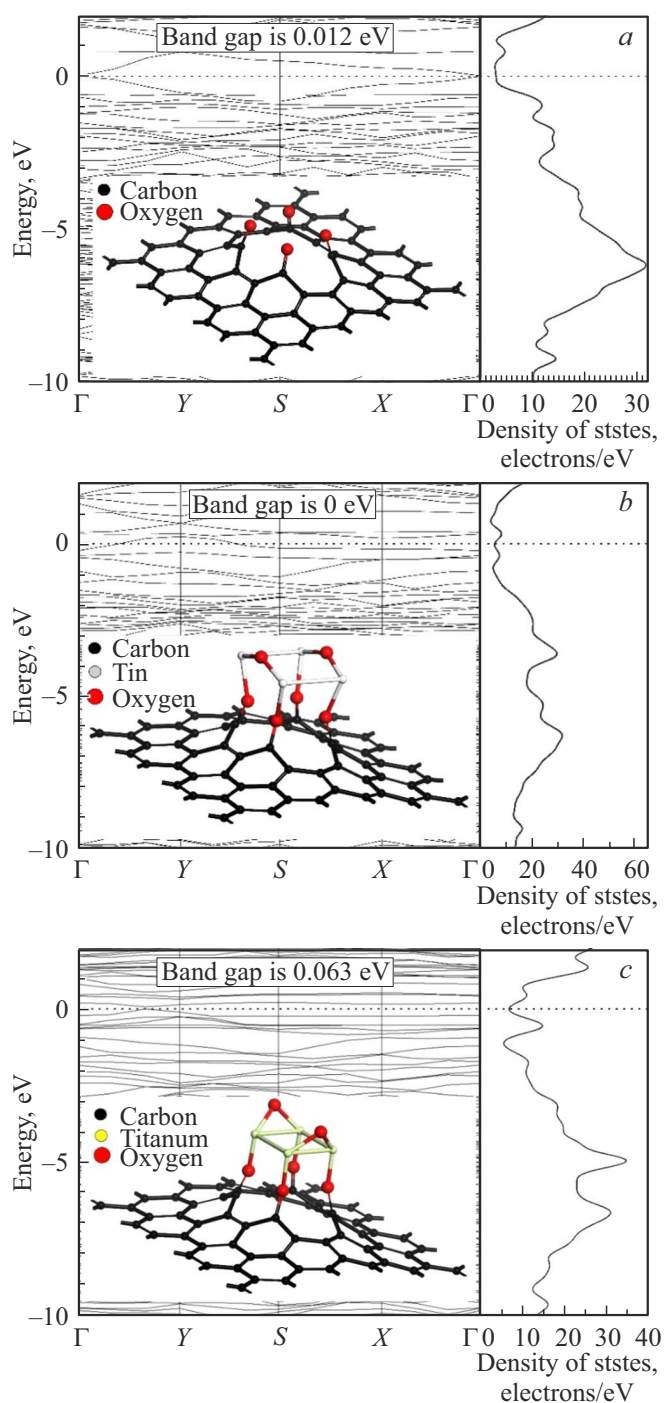 Band gap is 0.012 eV
a
0
Energy, eV
Carbon
Oxygen
–5
–10
Γ Y S X Γ 0 10 20 30
Density of ststes,
electrons/eV
Band gap is 0 eV
b
0
Energy, eV
Carbon
Tin
Oxygen
–5
–10
Γ Y S X Γ 0 20 40 60
Density of ststes,
electrons/eV
Band gap is 0.063 eV
c
0
Energy, eV
Carbon
Titanum
Oxygen
–5
–10
Γ Y S X Γ 0 10 20 30 40
Density of ststes,
electrons/eV